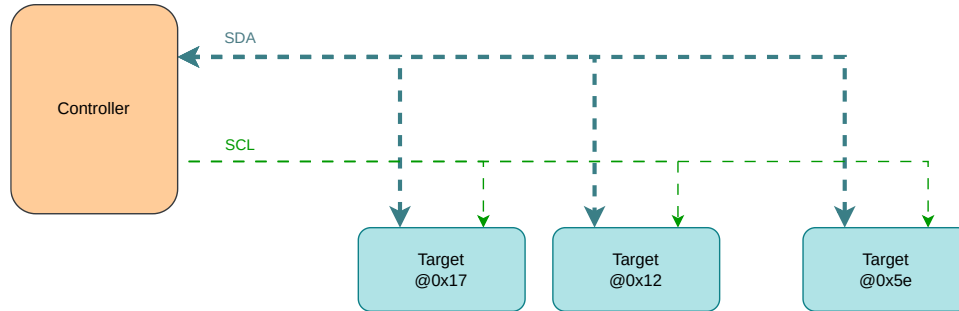 SDA
Controller
SCL
Target
@0x17
Target
@0x12
Target
@0x5e